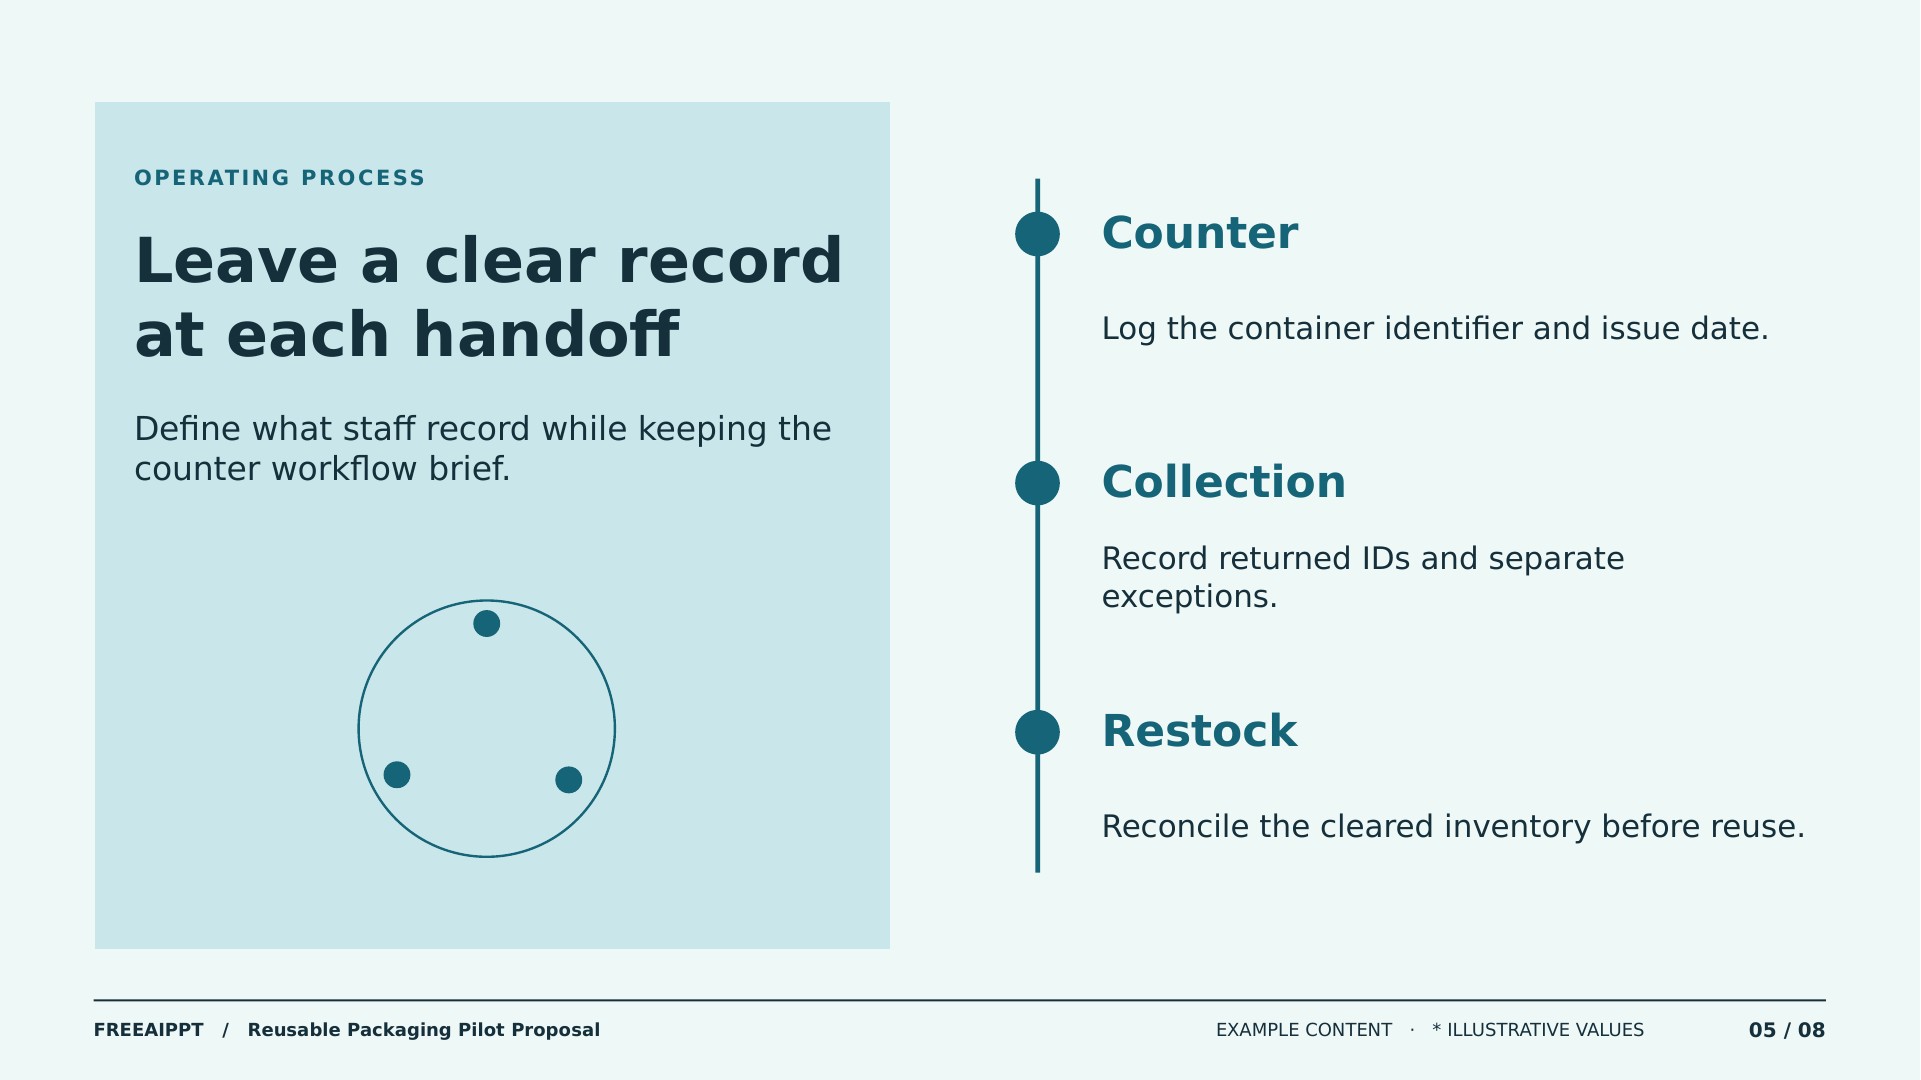 OPERATING PROCESS
Leave a clear record
at each handoff
Define what staff record while keeping the
counter workflow brief.
Counter
Log the container identifier and issue date.
Collection
Record returned IDs and separate
exceptions.
Restock
Reconcile the cleared inventory before reuse.
FREEAIPPT / Reusable Packaging Pilot Proposal
EXAMPLE CONTENT · * ILLUSTRATIVE VALUES
05 / 08